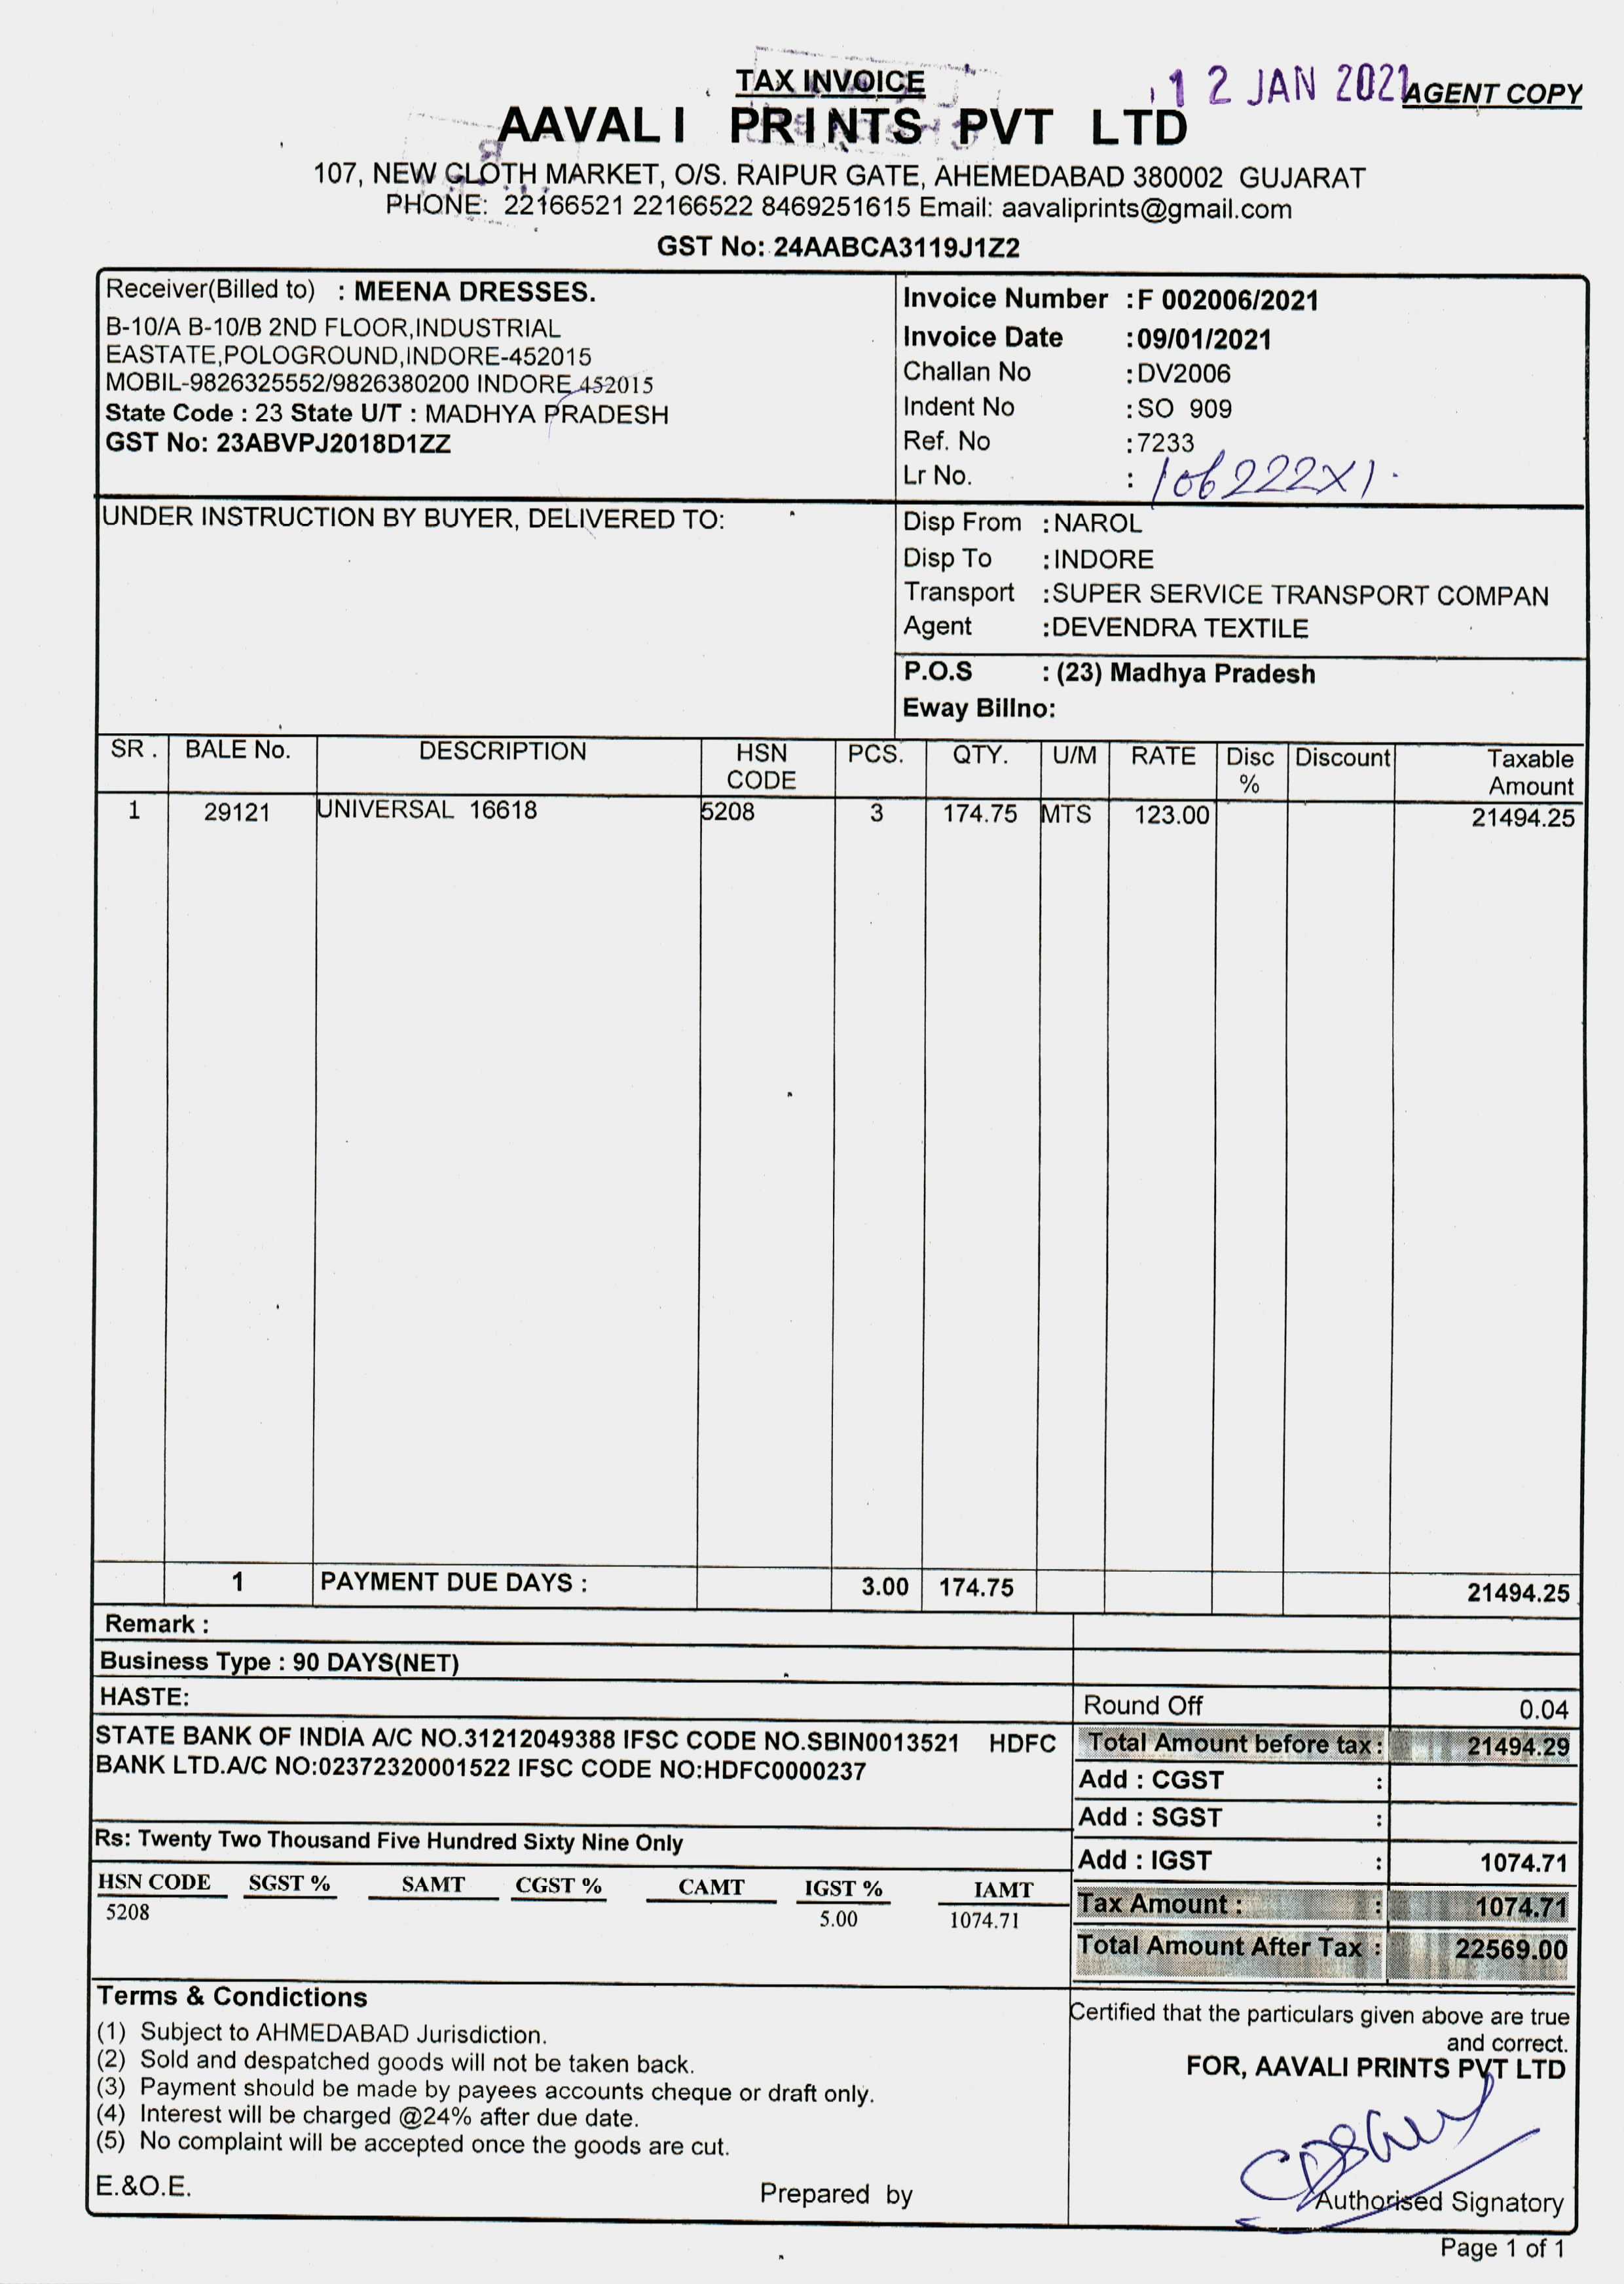 TAX INVOICE
12 JAN 2021
AGENT COPY
AAVALI PRINTS PVT LTD
107, NEW CLOTH MARKET, O/S. RAIPUR GATE, AHEMEDABAD 380002 GUJARAT
PHONE: 22166521 22166522 8469251615 Email: aavaliprints@gmail.com
GST No: 24AABCA3119J1Z2
Receiver(Billed to) : MEENA DRESSES.
B-10/A B-10/B 2ND FLOOR,INDUSTRIAL
EASTATE,POLOGROUND,INDORE-452015
MOBIL-9826325552/9826380200 INDORE 452015
State Code : 23 State U/T : MADHYA PRADESH
GST No: 23ABVPJ2018D1ZZ
Invoice Number : F 002006/2021
Invoice Date : 09/01/2021
Challan No : DV2006
Indent No : SO 909
Ref. No : 7233
Lr No. : 106222X1
UNDER INSTRUCTION BY BUYER, DELIVERED TO:
Disp From : NAROL
Disp To : INDORE
Transport : SUPER SERVICE TRANSPORT COMPAN
Agent : DEVENDRA TEXTILE
P.O.S : (23) Madhya Pradesh
Eway Billno:
SR. BALE No. DESCRIPTION HSN CODE PCS. QTY. U/M RATE Disc % Discount Taxable Amount
1 29121 UNIVERSAL 16618 5208 3 174.75 MTS 123.00 21494.25
1 PAYMENT DUE DAYS : 3.00 174.75 21494.25
Remark :
Business Type : 90 DAYS(NET)
HASTE:
Round Off 0.04
STATE BANK OF INDIA A/C NO.31212049388 IFSC CODE NO.SBIN0013521 HDFC
BANK LTD.A/C NO:02372320001522 IFSC CODE NO:HDFC0000237
Total Amount before tax : 21494.29
Add : CGST :
Add : SGST :
Rs: Twenty Two Thousand Five Hundred Sixty Nine Only
Add : IGST : 1074.71
HSN CODE SGST % SAMT CGST % CAMT IGST % IAMT
5208 5.00 1074.71
Tax Amount : : 1074.71
Total Amount After Tax : 22569.00
Terms & Condictions
(1) Subject to AHMEDABAD Jurisdiction.
(2) Sold and despatched goods will not be taken back.
(3) Payment should be made by payees accounts cheque or draft only.
(4) Interest will be charged @24% after due date.
(5) No complaint will be accepted once the goods are cut.
E.&O.E.
Prepared by
Certified that the particulars given above are true
and correct.
FOR, AAVALI PRINTS PVT LTD
Authorised Signatory
Page 1 of 1